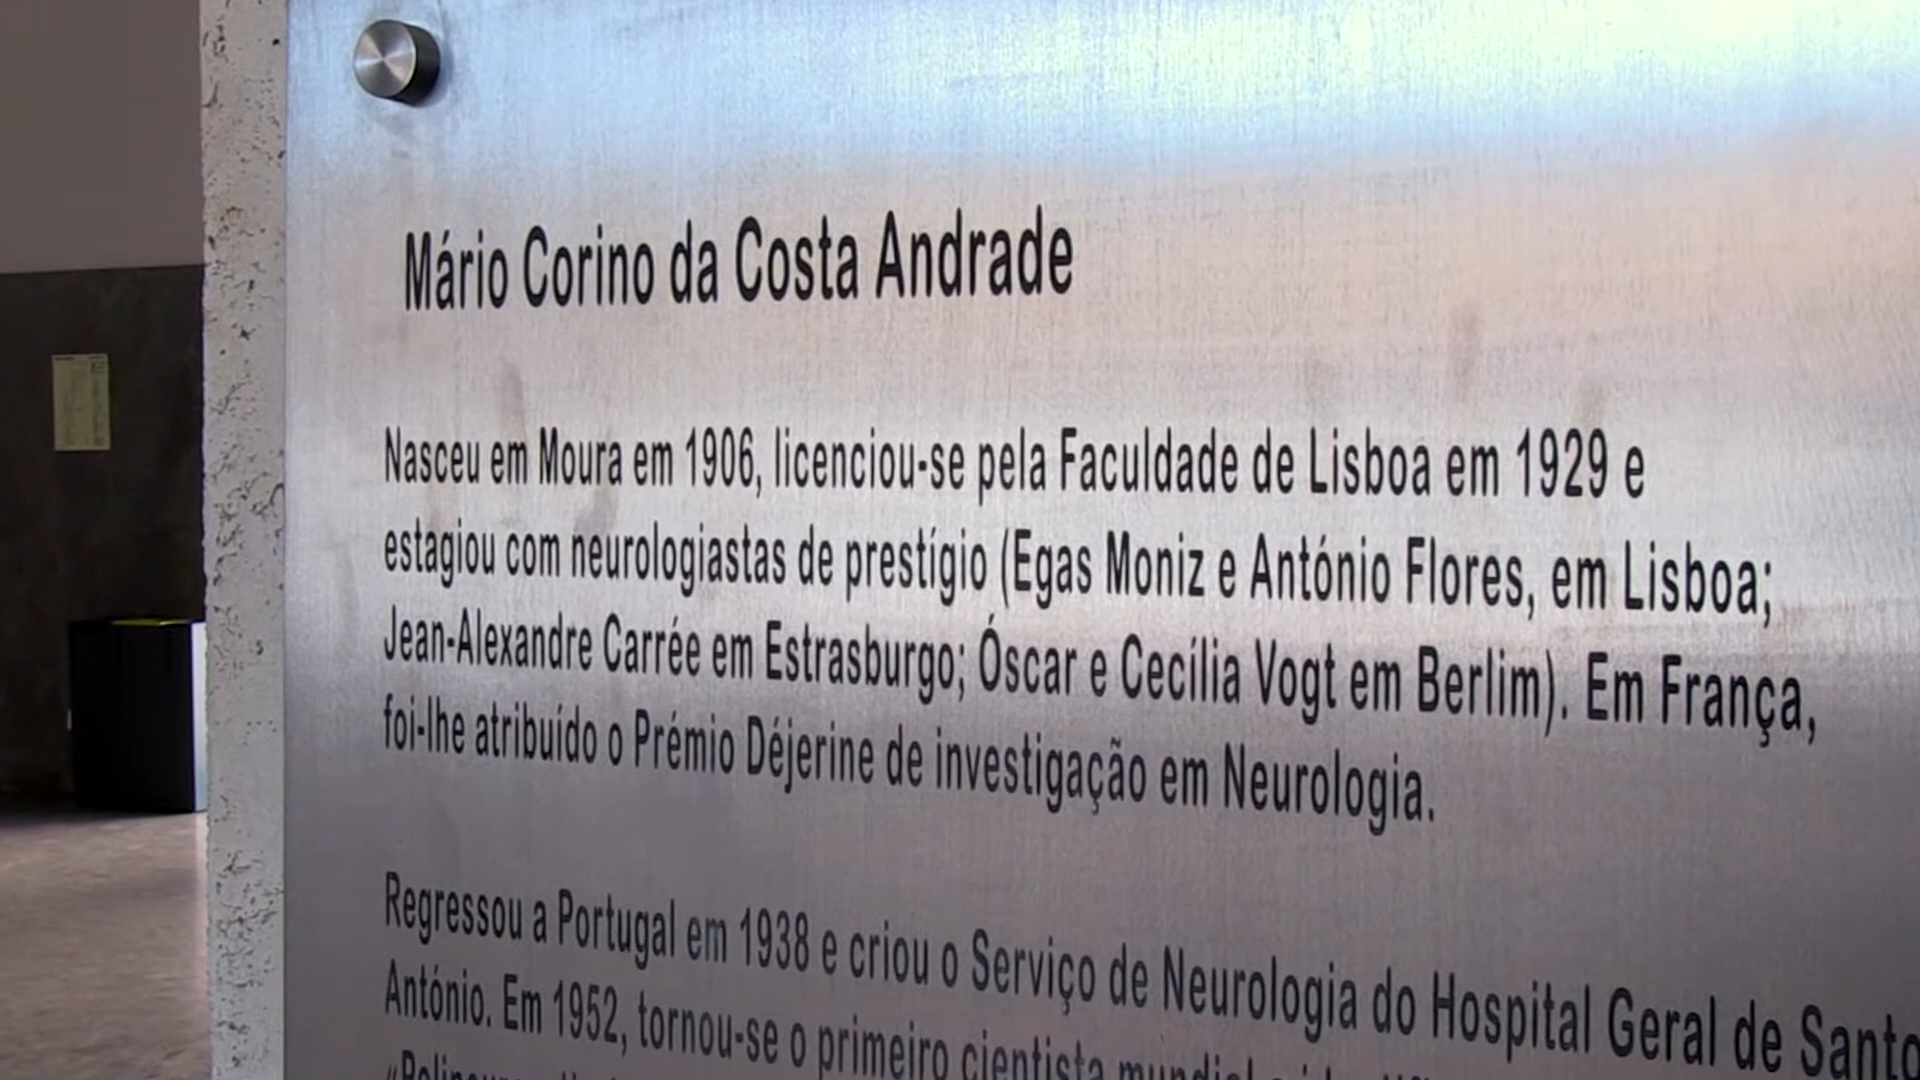 Mário Corino da Costa Andrade
Nasceu em Moura em 1906, licenciou-se pela Faculdade de Lisboa em 1929 e
estagiou com neurologiastas de prestígio (Egas Moniz e António Flores, em Lisboa;
Jean-Alexandre Carrée em Estrasburgo; Óscar e Cecília Vogt em Berlim). Em França,
foi-lhe atribuído o Prémio Déjerine de investigação em Neurologia.
Regressou a Portugal em 1938 e criou o Serviço de Neurologia do Hospital Geral de Santo
António. Em 1952, tornou-se o primeiro cientista mundial